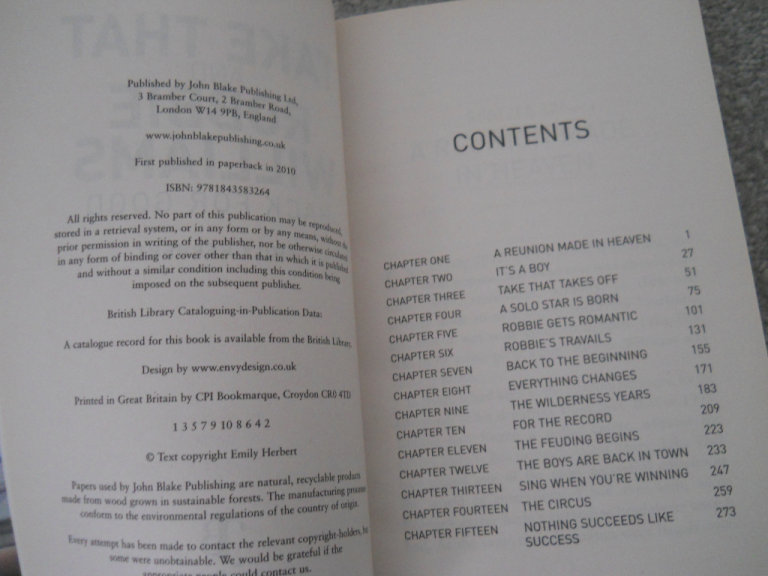 Published by John Blake Publishing Ltd,
3 Bramber Court, 2 Bramber Road,
London W14 9PB, England
www.johnblakepublishing.co.uk
First published in paperback in 2010
ISBN: 9781843583264
All rights reserved. No part of this publication may be reproduced,
stored in a retrieval system, or in any form or by any means, without the
prior permission in writing of the publisher, nor be otherwise circulated
in any form of binding or cover other than that in which it is published
and without a similar condition including this condition being
imposed on the subsequent publisher.
British Library Cataloguing-in-Publication Data:
A catalogue record for this book is available from the British Library.
Design by www.envydesign.co.uk
Printed in Great Britain by CPI Bookmarque, Croydon CR0 4TD
1 3 5 7 9 10 8 6 4 2
© Text copyright Emily Herbert
Papers used by John Blake Publishing are natural, recyclable products
made from wood grown in sustainable forests. The manufacturing processes
conform to the environmental regulations of the country of origin.
Every attempt has been made to contact the relevant copyright-holders, but
some were unobtainable. We would be grateful if the
appropriate people could contact us.
CONTENTS
CHAPTER ONE A REUNION MADE IN HEAVEN 1
CHAPTER TWO IT'S A BOY 27
CHAPTER THREE TAKE THAT TAKES OFF 51
CHAPTER FOUR A SOLO STAR IS BORN 75
CHAPTER FIVE ROBBIE GETS ROMANTIC 101
CHAPTER SIX ROBBIE'S TRAVAILS 131
CHAPTER SEVEN BACK TO THE BEGINNING 155
CHAPTER EIGHT EVERYTHING CHANGES 171
CHAPTER NINE THE WILDERNESS YEARS 183
CHAPTER TEN FOR THE RECORD 209
CHAPTER ELEVEN THE FEUDING BEGINS 223
CHAPTER TWELVE THE BOYS ARE BACK IN TOWN 233
CHAPTER THIRTEEN SING WHEN YOU'RE WINNING 247
CHAPTER FOURTEEN THE CIRCUS 259
CHAPTER FIFTEEN NOTHING SUCCEEDS LIKE 273
SUCCESS